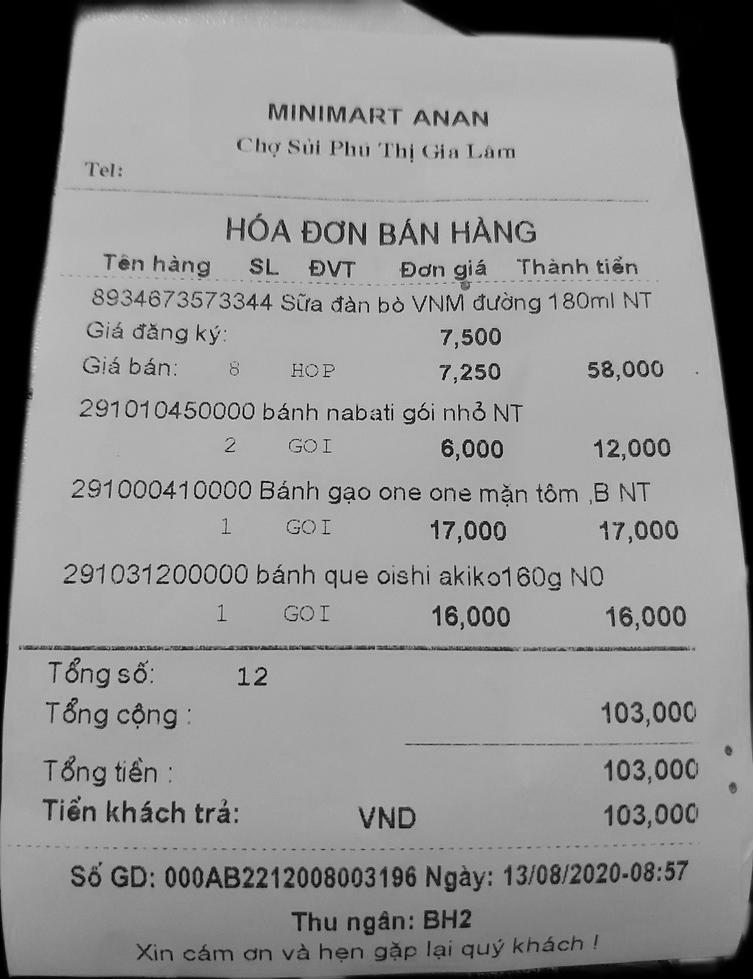 MINIMART ANAN
Chợ Sủi Phú Thị Gia Lâm
Tel:
HÓA ĐƠN BÁN HÀNG
Tên hàng SL ĐVT Đơn giá Thành tiền
8934673573344 Sữa đàn bò VNM đường 180ml NT
Giá đăng ký: 7,500
Giá bán: 8 HOP 7,250 58,000
291010450000 bánh nabati gói nhỏ NT
2 GOI 6,000 12,000
291000410000 Bánh gạo one one mặn tôm ,B NT
1 GOI 17,000 17,000
291031200000 bánh que oishi akiko160g N0
1 GOI 16,000 16,000
Tổng số: 12
Tổng cộng : 103,000
Tổng tiền : 103,000
Tiền khách trả: VND 103,000
Số GD: 000AB2212008003196 Ngày: 13/08/2020-08:57
Thu ngân: BH2
Xin cám ơn và hẹn gặp lại quý khách !